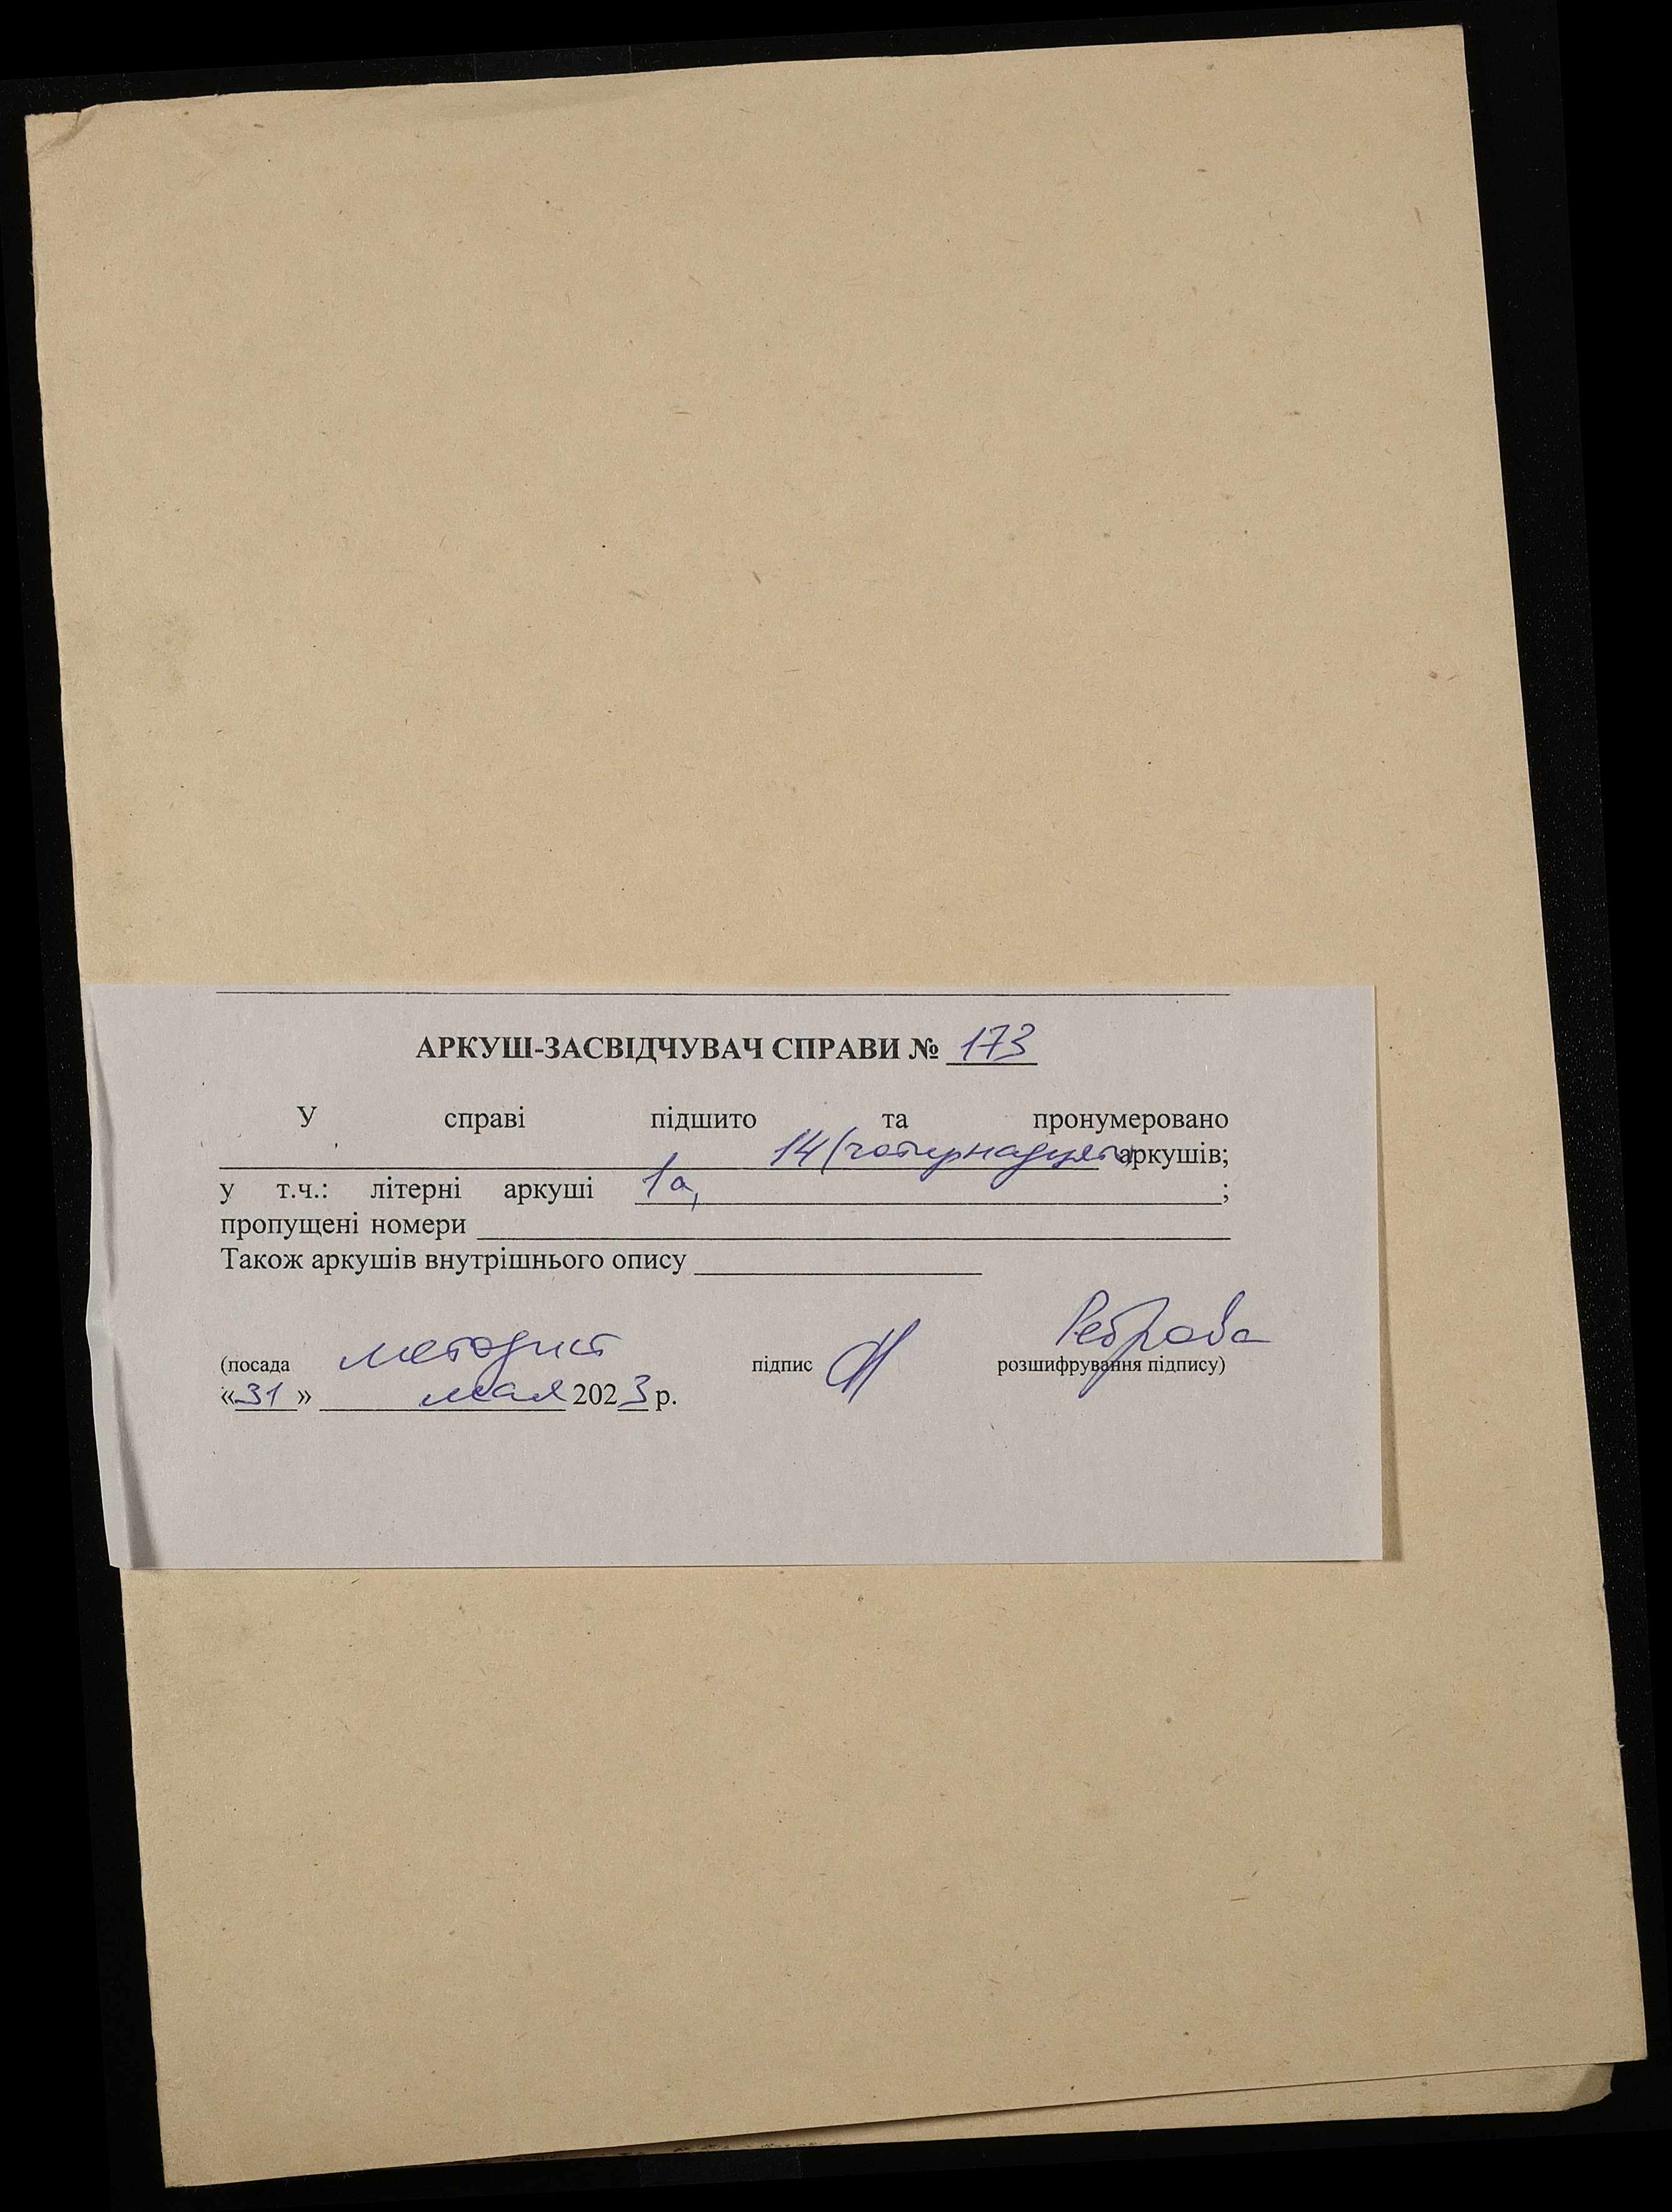 АРКУШ-ЗАСВІДЧУВАЧ СПРАВИ № 173
У справі підшито та пронумеровано
14 (чотирнадцять) аркушів;
у т.ч.: літерні аркуші 1а, ;
пропущені номери
Також аркушів внутрішнього опису
(посада методист підпис Реброва розшифрування підпису)
«31» мая 2023 р.